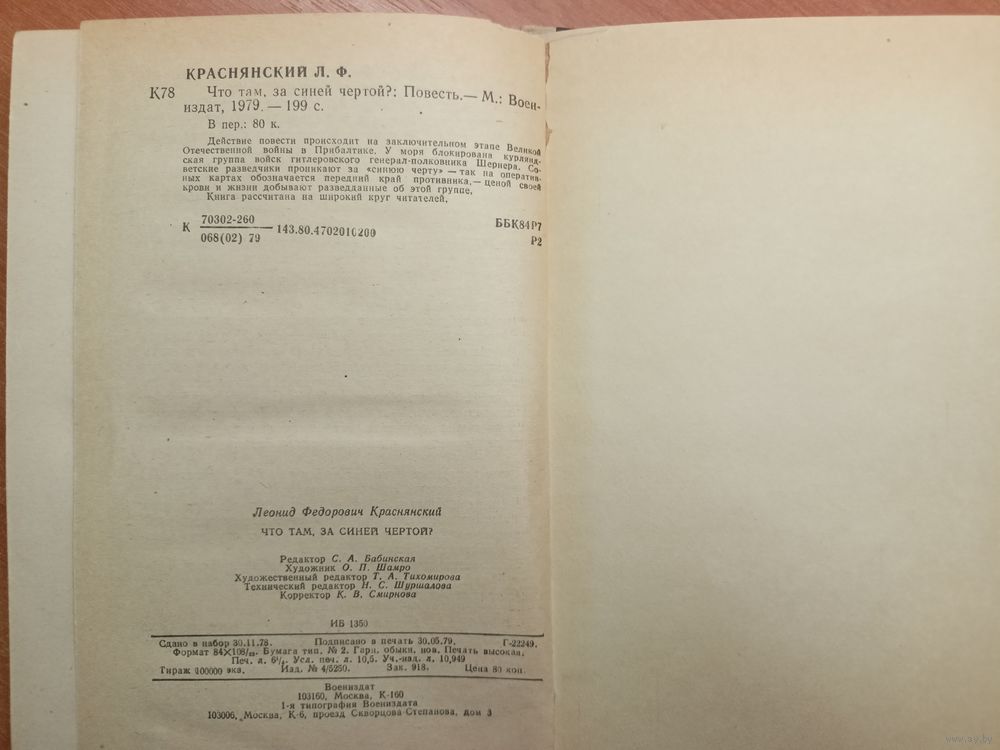 КРАСНЯНСКИЙ Л. Ф.
К78 Что там, за синей чертой?: Повесть.— М.: Воен-
издат, 1979. — 199 с.
В пер.: 80 к.
Действие повести происходит на заключительном этапе Великой
Отечественной войны в Прибалтике. У моря блокирована курлянд-
ская группа войск гитлеровского генерал-полковника Шернера. Со-
ветские разведчики проникают за «синюю черту» — так на оператив-
ных картах обозначается передний край противника, — ценой своей
крови и жизни добывают разведданные об этой группе.
Книга рассчитана на широкий круг читателей.
К 70302-260
068(02) 79
—143.80.4702010200
ББК84Р7
Р2
Леонид Федорович Краснянский
ЧТО ТАМ, ЗА СИНЕЙ ЧЕРТОЙ?
Редактор С. А. Бабинская
Художник О. П. Шамро
Художественный редактор Т. А. Тихомирова
Технический редактор Н. С. Шуршалова
Корректор К. В. Смирнова
ИБ 1350
Сдано в набор 30.11.78. Подписано в печать 30.05.79. Г-22249.
Формат 84×108/₃₂. Бумага тип. № 2. Гарн. обыкн. нов. Печать высокая.
Печ. л. 6¹/₄. Усл. печ. л. 10,5. Уч.-изд. л. 10,949
Тираж 100000 экз. Изд. № 4/5260. Зак. 918. Цена 80 коп.
Воениздат
103160, Москва, К-160
1-я типография Воениздата
103006, Москва, К-6, проезд Скворцова-Степанова, дом 3
www.ay.by